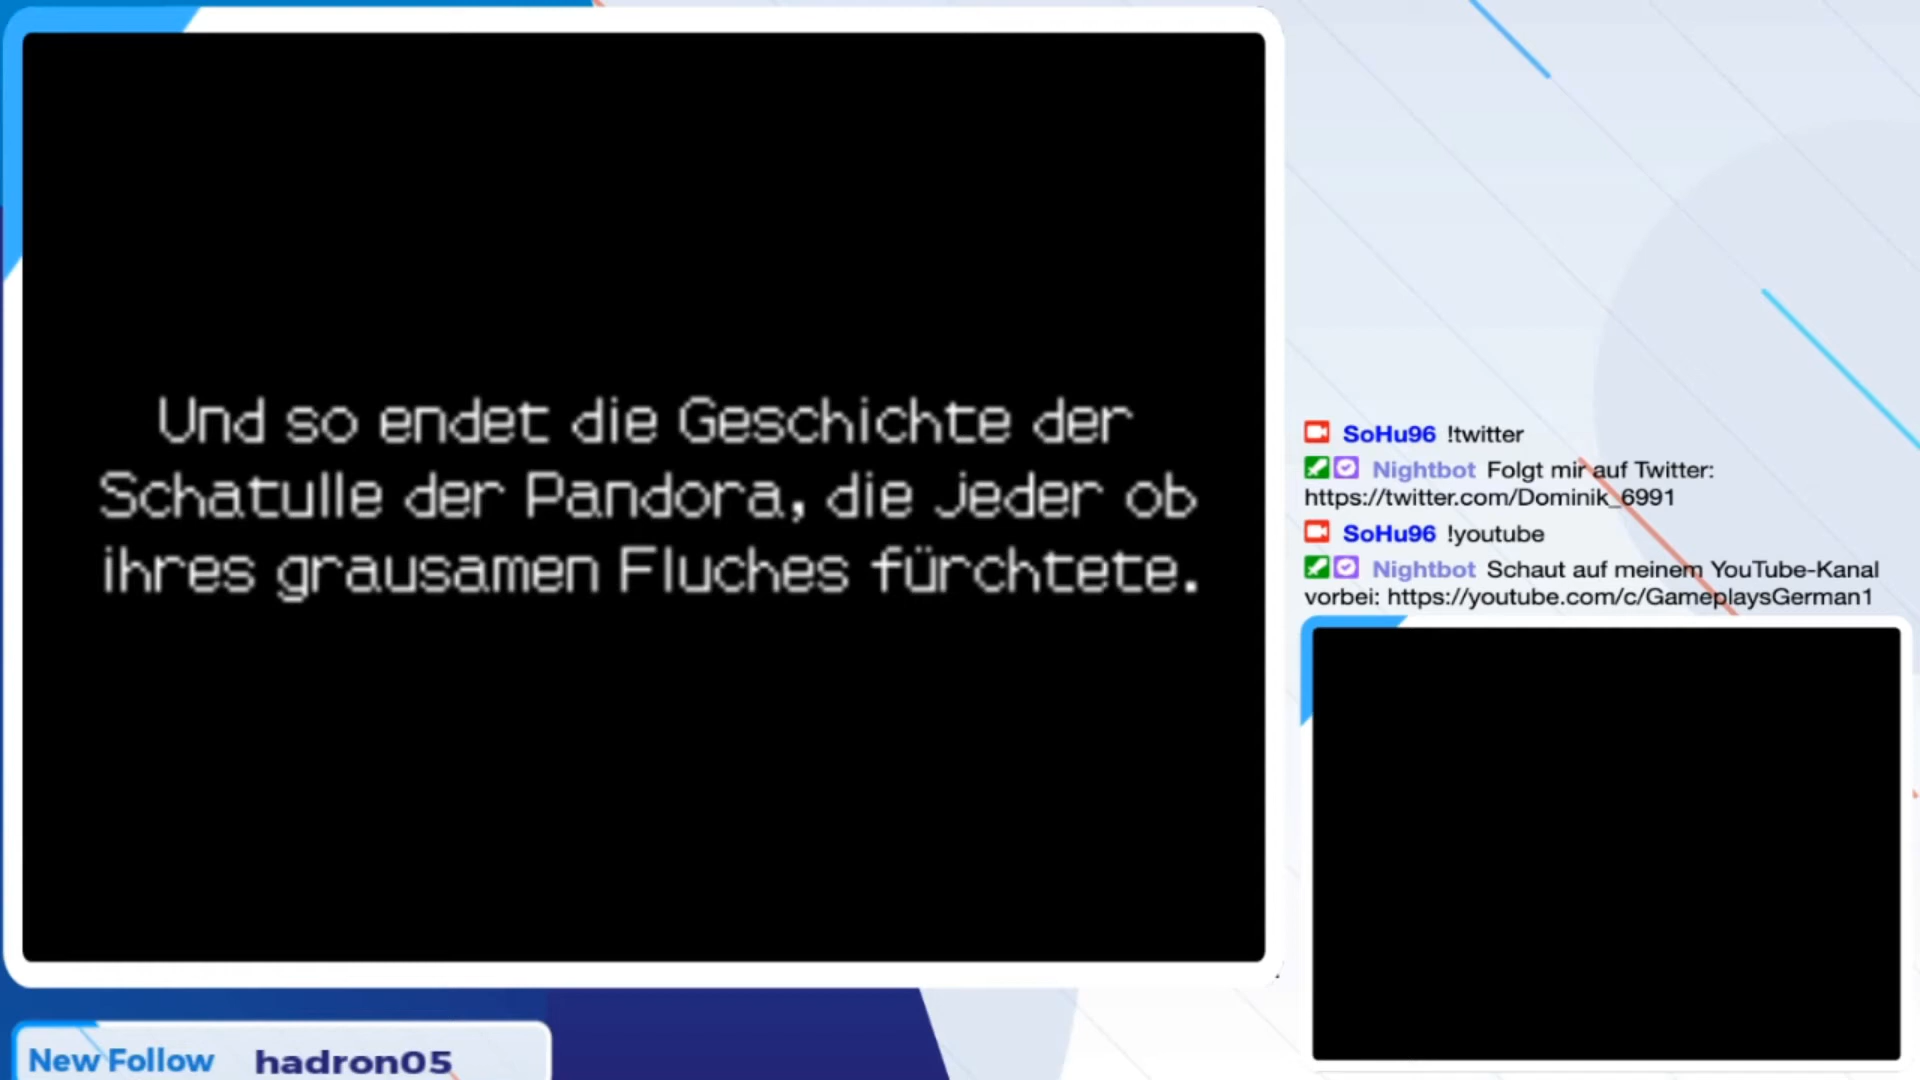 Und so endet die Geschichte der
Schatulle der Pandora, die jeder ob
ihres grausamen Fluches fürchtete.
SoHu96 !twitter
Nightbot Folgt mir auf Twitter:
https://twitter.com/Dominik_6991
SoHu96 !youtube
Nightbot Schaut auf meinem YouTube-Kanal
vorbei: https://youtube.com/c/GameplaysGerman1
New Follow hadron05